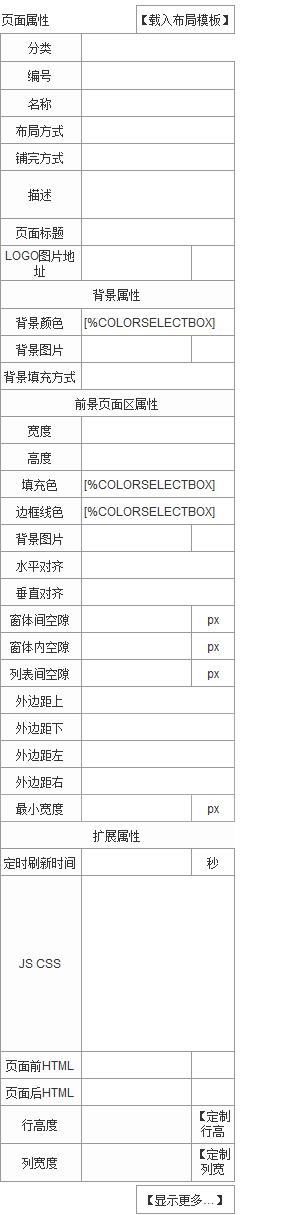 页面属性 【载入布局模板】
分类
编号
名称
布局方式
铺完方式
描述
页面标题
LOGO图片地
址
背景属性
背景颜色 [%COLORSELECTBOX]
背景图片
背景填充方式
前景页面区属性
宽度
高度
填充色 [%COLORSELECTBOX]
边框线色 [%COLORSELECTBOX]
背景图片
水平对齐
垂直对齐
窗体间空隙 px
窗体内空隙 px
列表间空隙 px
外边距上
外边距下
外边距左
外边距右
最小宽度 px
扩展属性
定时刷新时间 秒
JS CSS
页面前HTML
页面后HTML
行高度 【定制
行高
列宽度 【定制
列宽
【显示更多...】